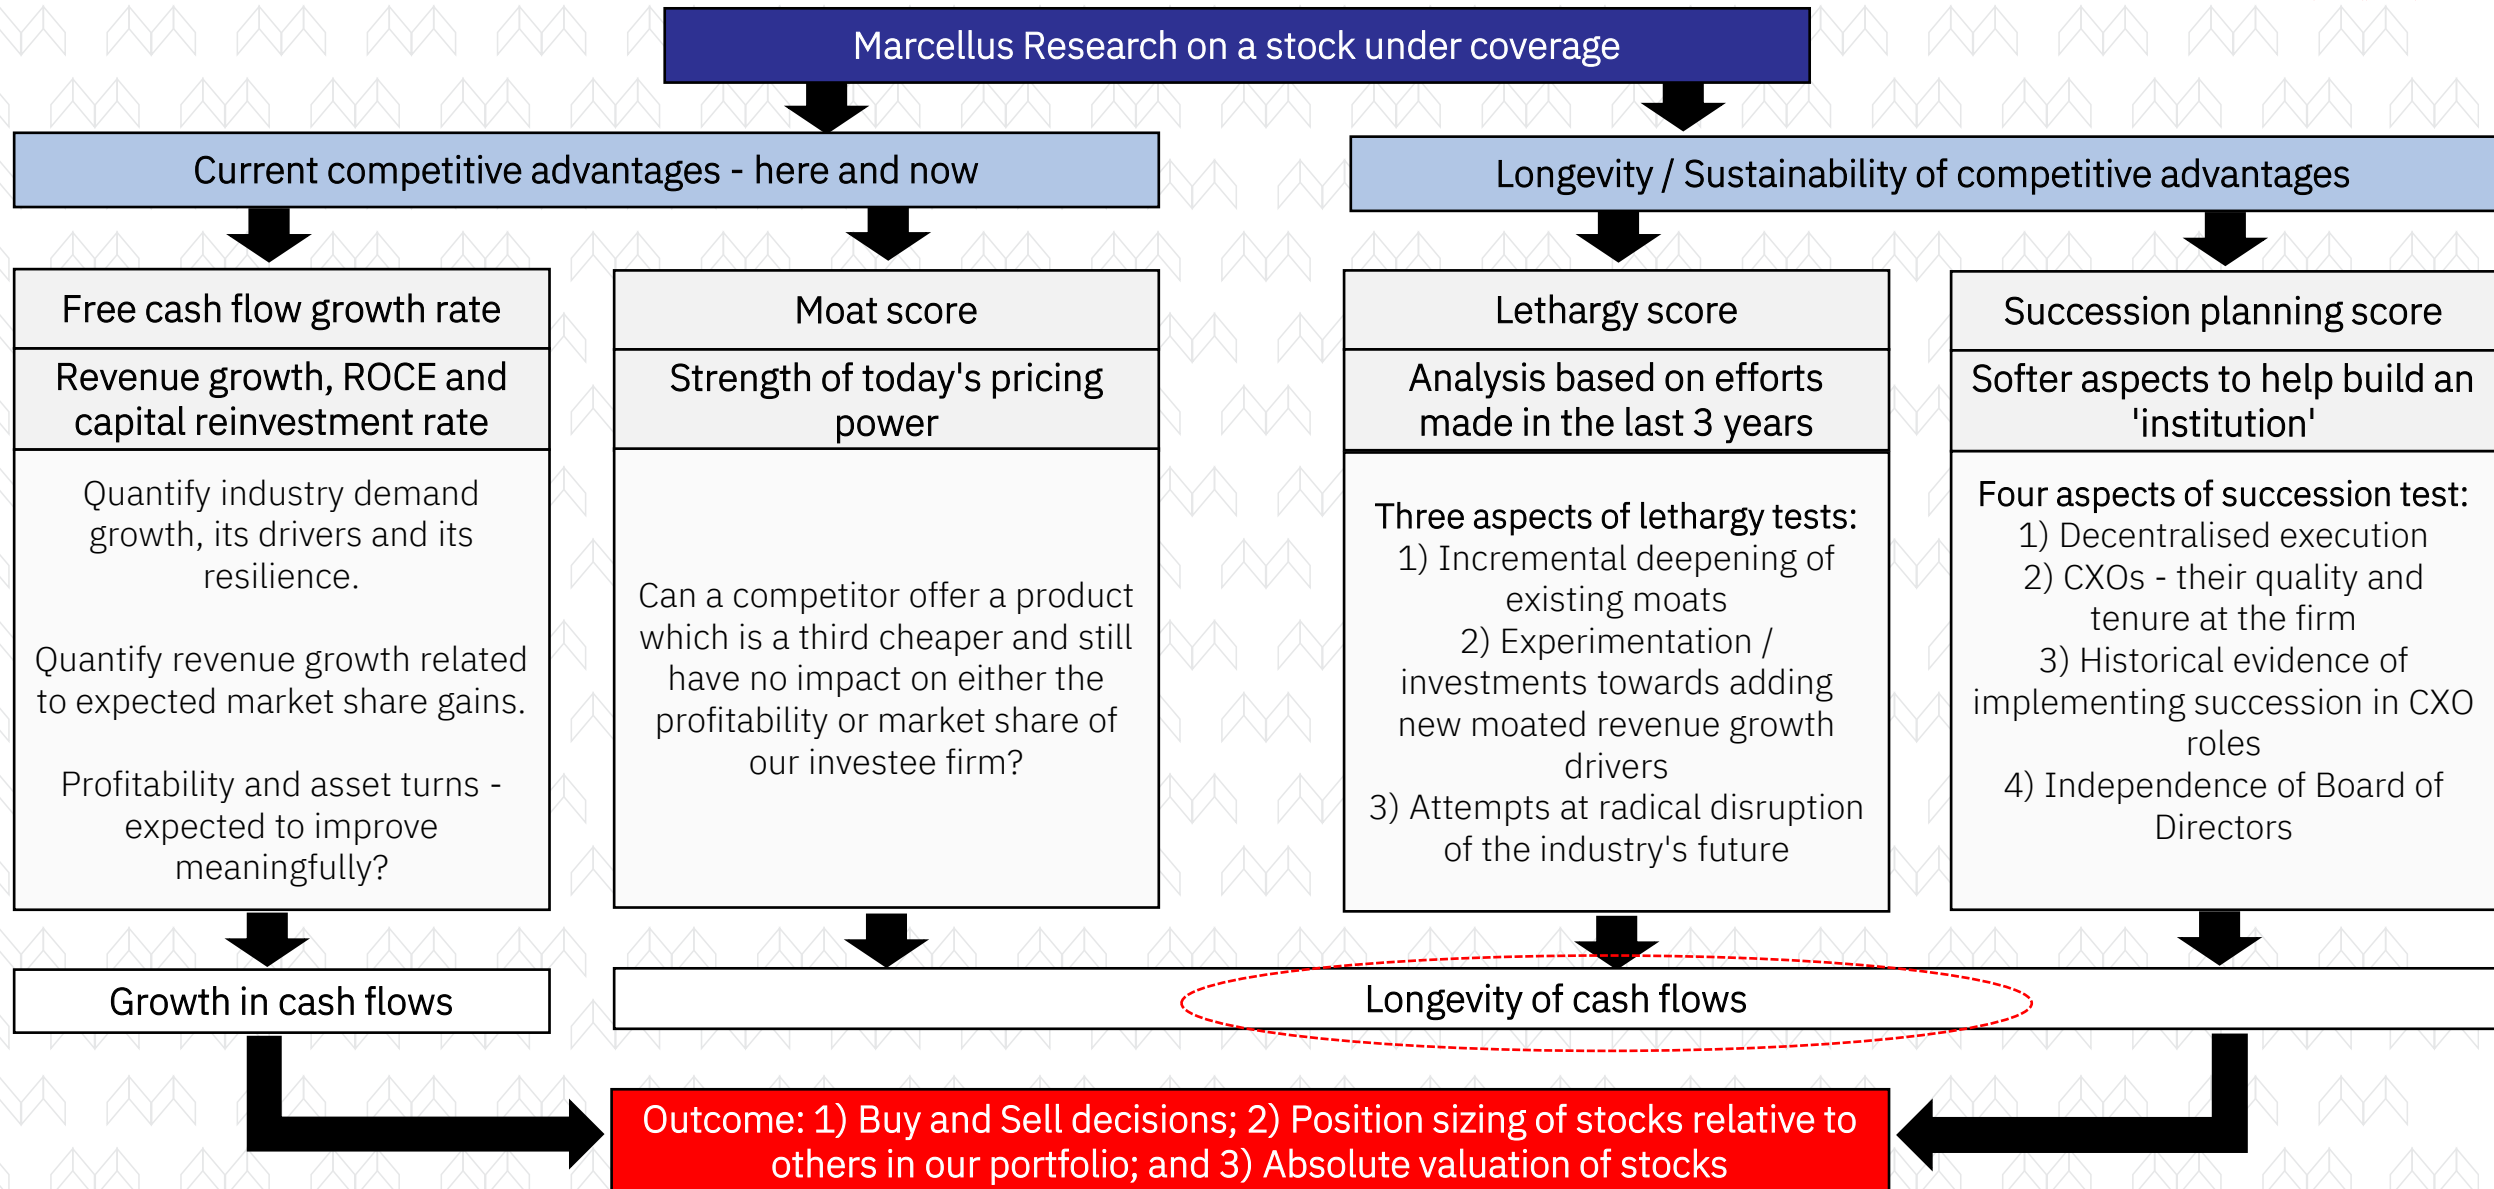 Marcellus Research on a stock under coverage
Current competitive advantages - here and now
Longevity / Sustainability of competitive advantages
Free cash flow growth rate
Revenue growth, ROCE and
capital reinvestment rate
Quantify industry demand
growth, its drivers and its
resilience.
Quantify revenue growth related
to expected market share gains.
Profitability and asset turns -
expected to improve
meaningfully?
Moat score
Strength of today's pricing
power
Can a competitor offer a product
which is a third cheaper and still
have no impact on either the
profitability or market share of
our investee firm?
Lethargy score
Analysis based on efforts
made in the last 3 years
Three aspects of lethargy tests:
1) Incremental deepening of
existing moats
2) Experimentation /
investments towards adding
new moated revenue growth
drivers
3) Attempts at radical disruption
of the industry's future
Succession planning score
Softer aspects to help build an
'institution'
Four aspects of succession test:
1) Decentralised execution
2) CXOs - their quality and
tenure at the firm
3) Historical evidence of
implementing succession in CXO
roles
4) Independence of Board of
Directors
Growth in cash flows
Longevity of cash flows
Outcome: 1) Buy and Sell decisions; 2) Position sizing of stocks relative to
others in our portfolio; and 3) Absolute valuation of stocks